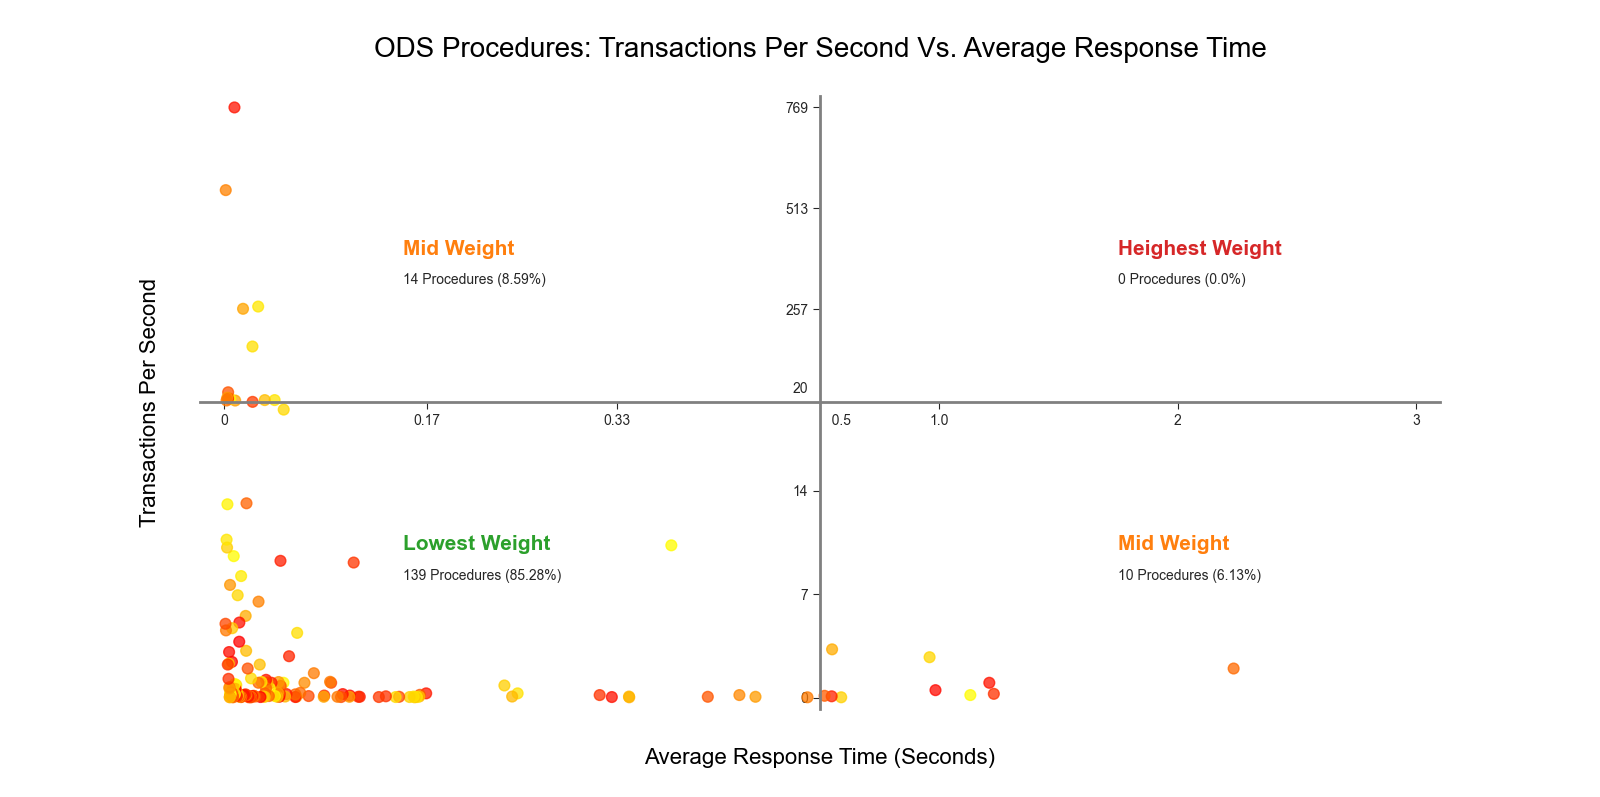 ODS Procedures: Transactions Per Second Vs. Average Response Time
769
513
Mid Weight
14 Procedures (8.59%)
Heighest Weight
0 Procedures (0.0%)
257
20
0
0.17
0.33
0.5
1.0
2
3
Transactions Per Second
14
Lowest Weight
139 Procedures (85.28%)
Mid Weight
10 Procedures (6.13%)
7
0
Average Response Time (Seconds)